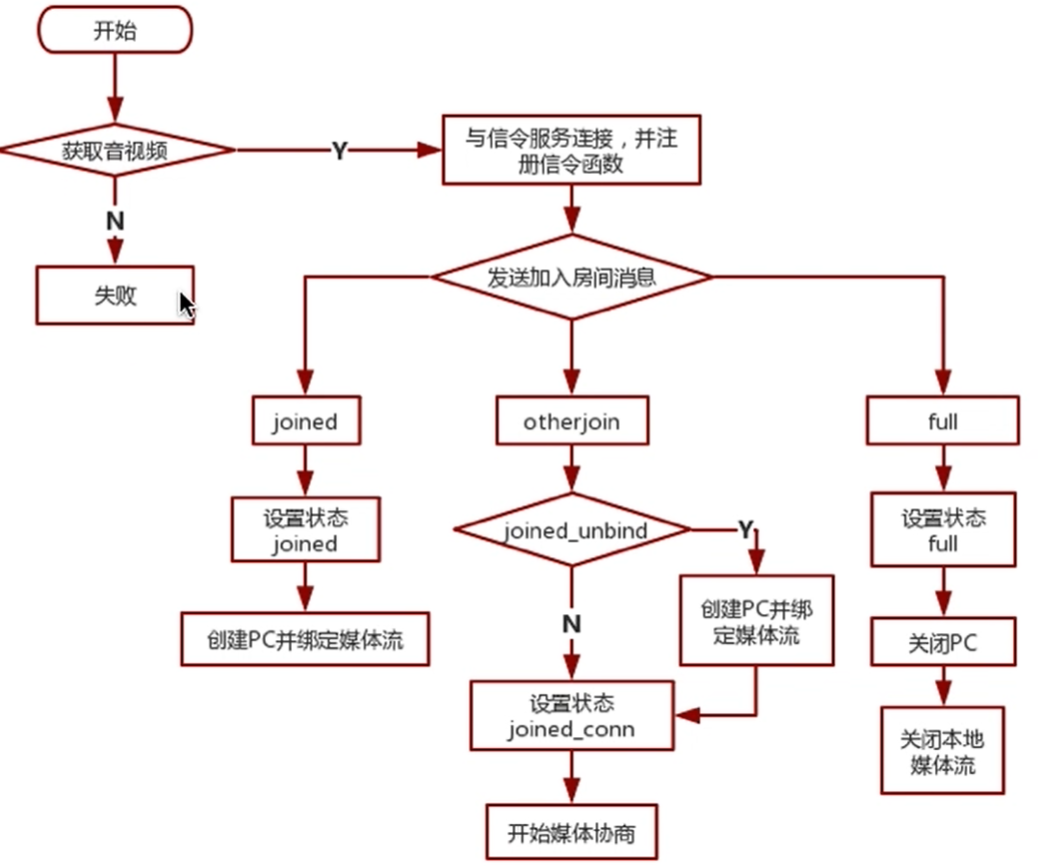 开始
获取音视频
Y
与信令服务连接，并注
册信令函数
N
失败
发送加入房间消息
joined
otherjoin
full
设置状态
joined
joined_unbind
Y
设置状态
full
创建PC并绑定媒体流
N
创建PC并绑
定媒体流
关闭PC
设置状态
joined_conn
关闭本地
媒体流
开始媒体协商